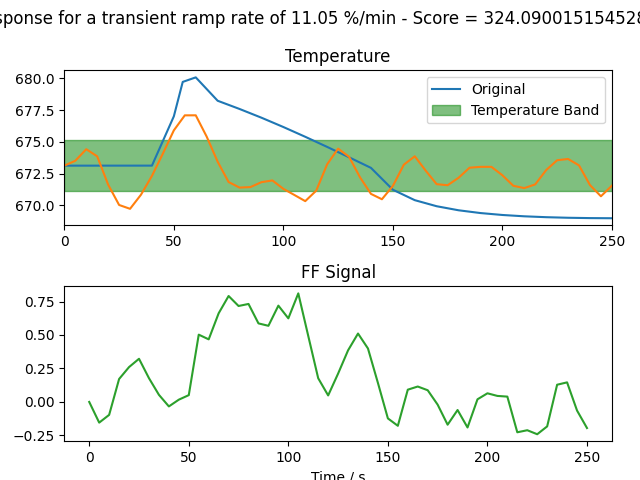 sponse for a transient ramp rate of 11.05 %/min - Score = 324.090015154528
Temperature
680.0
677.5
675.0
672.5
670.0
Original
Temperature Band
0 50 100 150 200 250
FF Signal
0.75
0.50
0.25
0.00
−0.25
0 50 100 150 200 250
Time / s